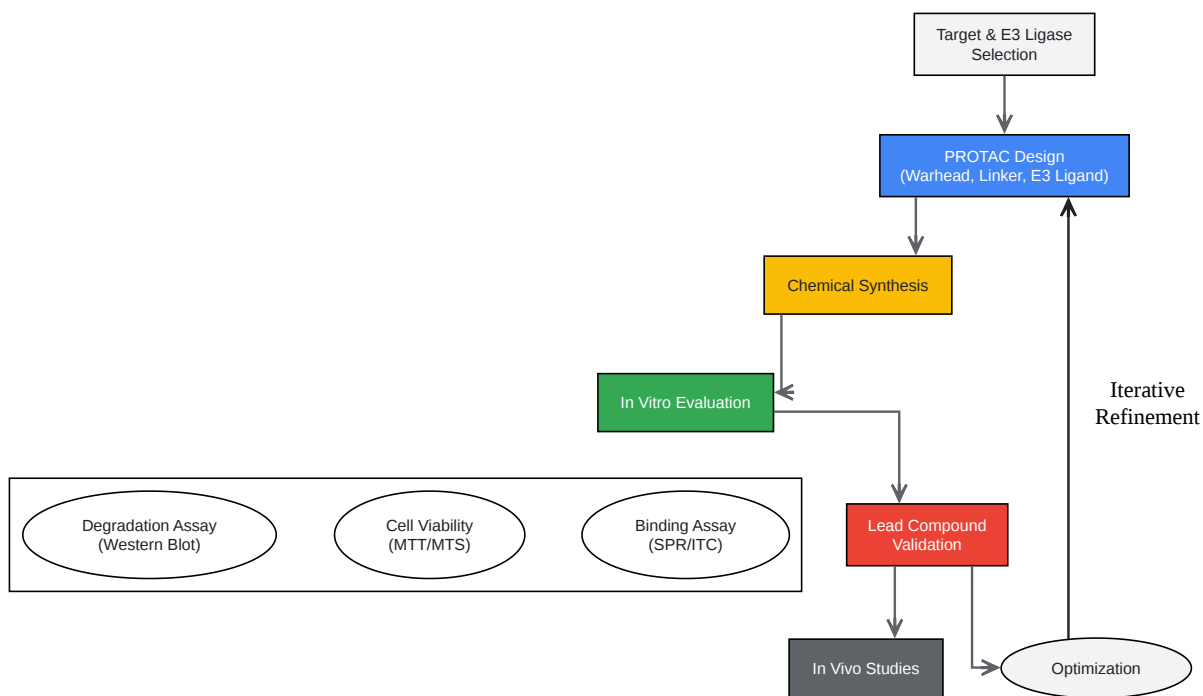 Target & E3 Ligase
Selection
PROTAC Design
(Warhead, Linker, E3 Ligand)
Chemical Synthesis
In Vitro Evaluation
Iterative
Refinement
Degradation Assay
(Western Blot)
Cell Viability
(MTT/MTS)
Binding Assay
(SPR/ITC)
Lead Compound
Validation
In Vivo Studies
Optimization